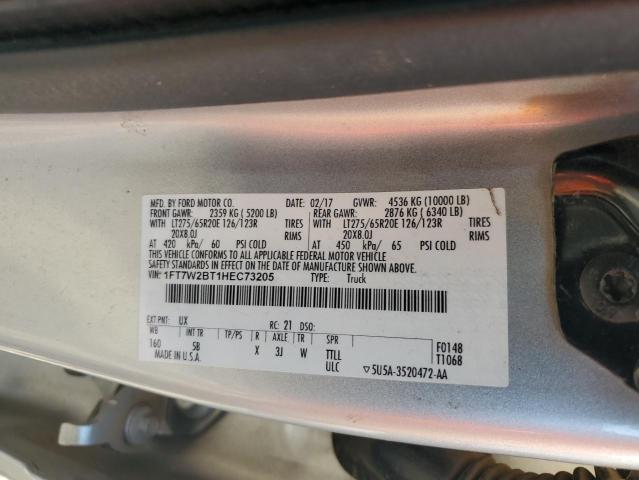 MFD. BY FORD MOTOR CO. DATE: 02/17 GVWR: 4536 KG (10000 LB)
FRONT GAWR: 2359 KG (5200 LB) REAR GAWR: 2876 KG (6340 LB)
WITH LT275/65R20E 126/123R TIRES WITH LT275/65R20E 126/123R TIRES
20X8.0J RIMS 20X8.0J RIMS
AT 420 kPa/ 60 PSI COLD AT 450 kPa/ 65 PSI COLD
THIS VEHICLE CONFORMS TO ALL APPLICABLE FEDERAL MOTOR VEHICLE
SAFETY STANDARDS IN EFFECT ON THE DATE OF MANUFACTURE SHOWN ABOVE.
VIN: 1FT7W2BT1HEC73205 TYPE: Truck
EXT PNT: UX RC: 21 DSO:
WB INT TR TP/PS R AXLE TR SPR F0148
160 SB X 3J W TTLL T1068
MADE IN U.S.A. ULC ▽5U5A-3520472-AA